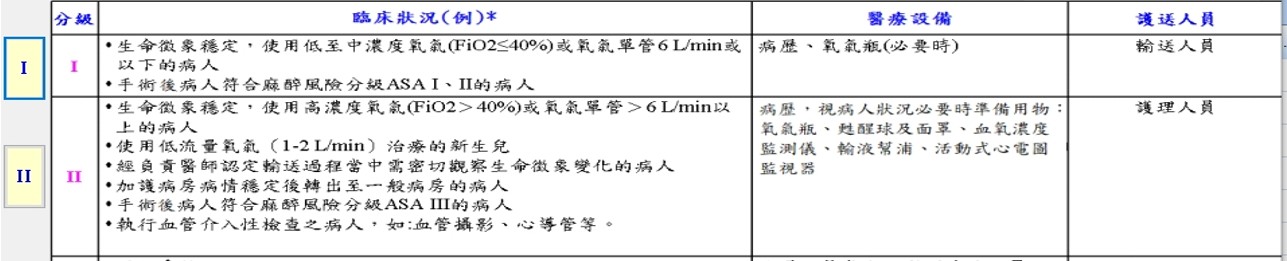 分級 臨床狀況(例)* 醫療設備 護送人員
I
I
•生命徵象穩定，使用低至中濃度氧氣(FiO2≤40%)或氧氣單管6 L/min或
以下的病人
•手術後病人符合麻醉風險分級ASA I、II的病人
病歷、氧氣瓶(必要時)
輸送人員
II
II
•生命徵象穩定，使用高濃度氧氣(FiO2＞40%)或氧氣單管＞6 L/min以
上的病人
•使用低流量氧氣（1-2 L/min）治療的新生兒
•經負責醫師認定輸送過程當中需密切觀察生命徵象變化的病人
•加護病房病情穩定後轉出至一般病房的病人
•手術後病人符合麻醉風險分級ASA III的病人
•執行血管介入性檢查之病人，如:血管攝影、心導管等。
病歷，視病人狀況必要時準備用物：
氧氣瓶、甦醒球及面罩、血氧濃度
監測儀、輸液幫浦、活動式心電圖
監視器
護理人員